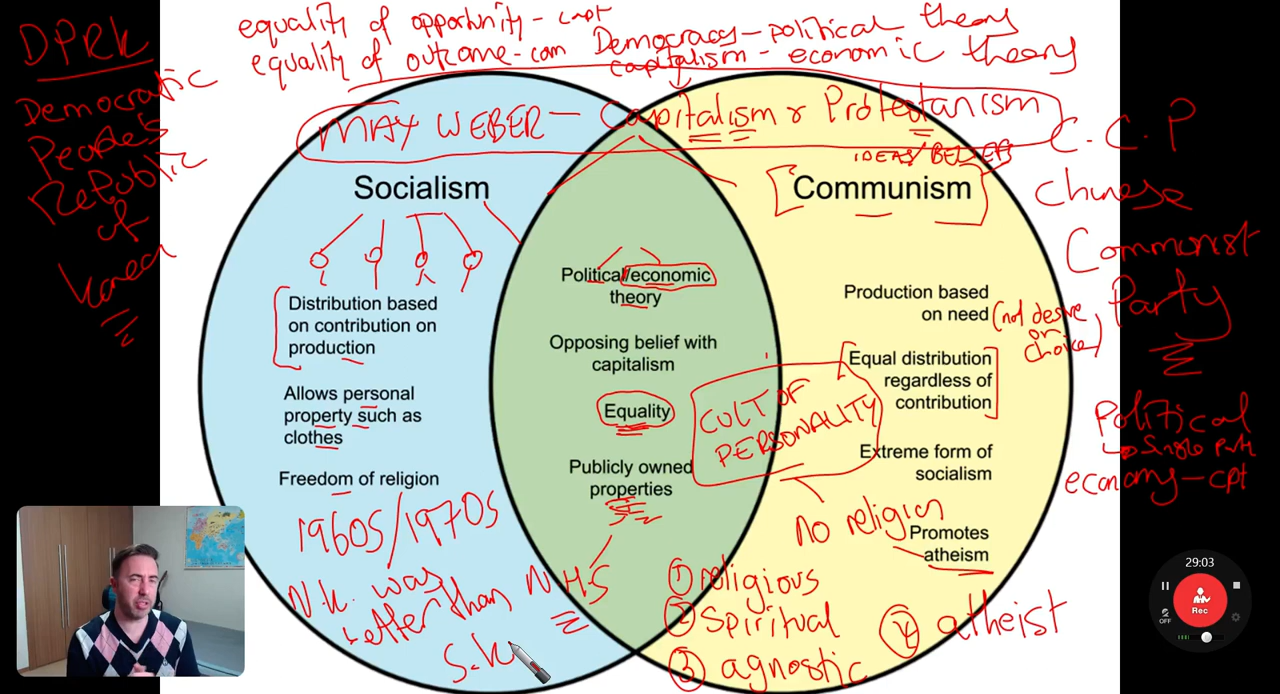 DPRK
Democratic
People's
Republic
of
Korea
equality of opportunity - capt
equality of outcome - com
Democracy - political theory
capitalism - economic theory
MAX WEBER - Capitalism & Protestanism
IDEAS/BELIEFS
C.C.P
Chinese
Communist
Party
Political
Single Party
economy - cpt
Socialism
Distribution based
on contribution on
production
Allows personal
property such as
clothes
Freedom of religion
1960s/1970s
N.K. was
better than
S.K
Political/economic
theory
Opposing belief with
capitalism
Equality
Publicly owned
properties
NHS
CULT OF
PERSONALITY
Communism
Production based
on need
(not desire
or
choice)
Equal distribution
regardless of
contribution
Extreme form of
socialism
No religion
Promotes
atheism
① religious
② Spiritual
③ agnostic
④ atheist
29:03
Rec
OFF